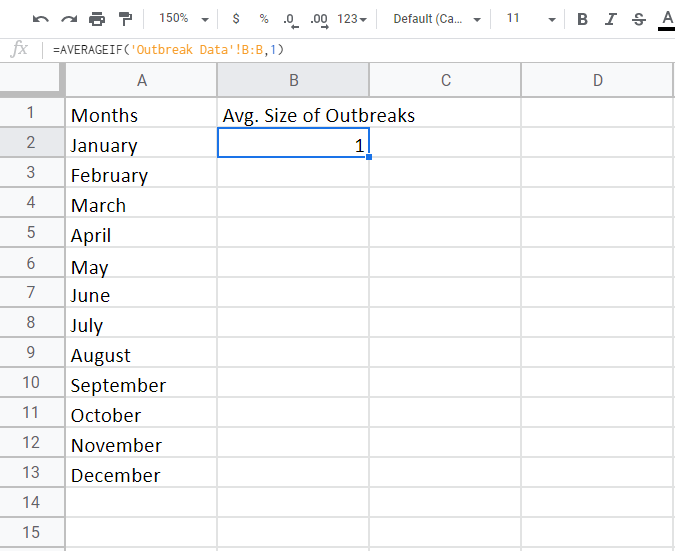 150% $ % .0 .00 123 Default (Ca... 11 B I S A
fx =AVERAGEIF('Outbreak Data'!B:B,1)
A B C D
1 Months Avg. Size of Outbreaks
2 January 1
3 February
4 March
5 April
6 May
7 June
8 July
9 August
10 September
11 October
12 November
13 December
14
15